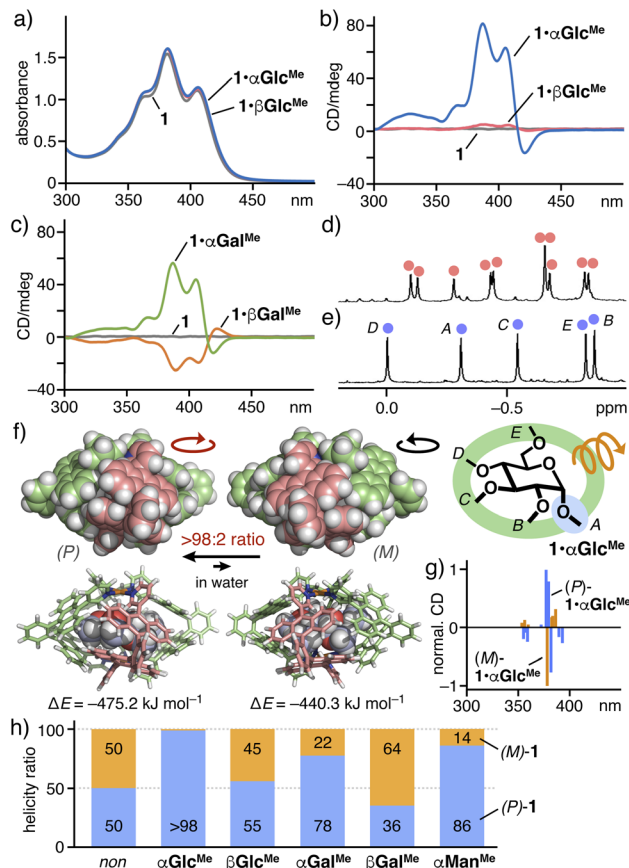 a)
absorbance
1.5
1.0
0.5
0
300 350 400 450 nm
1•αGlcᴹᵉ
1•βGlcᴹᵉ
1
b)
CD/mdeg
80
40
0
−40
300 350 400 450 nm
1•αGlcᴹᵉ
1•βGlcᴹᵉ
1
c)
CD/mdeg
80
40
0
−40
300 350 400 450 nm
1•αGalᴹᵉ
1
1•βGalᴹᵉ
d)
e)
D A C E B
0.0 −0.5 ppm
f)
(P) (M)
>98:2 ratio
in water
ΔE = −475.2 kJ mol⁻¹ ΔE = −440.3 kJ mol⁻¹
E
D
C
B
A
1•αGlcᴹᵉ
g)
normal. CD
1
0
−1
350 400 450
nm
(P)-
1•αGlcᴹᵉ
(M)-
1•αGlcᴹᵉ
h)
helicity ratio
100
50
0
50 45 22 64 14
50 >98 55 78 36 86
(M)-1
(P)-1
non αGlcᴹᵉ βGlcᴹᵉ αGalᴹᵉ βGalᴹᵉ αManᴹᵉ